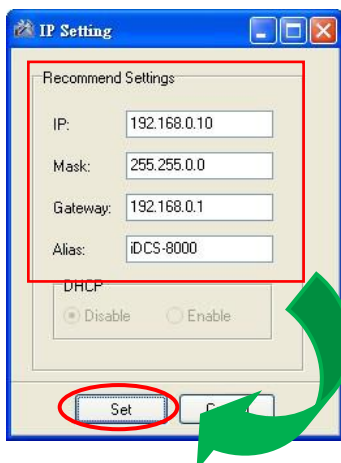 IP Setting
Recommend Settings
IP: 192.168.0.10
Mask: 255.255.0.0
Gateway: 192.168.0.1
Alias: iDCS-8000
DHCP
Disable Enable
Set